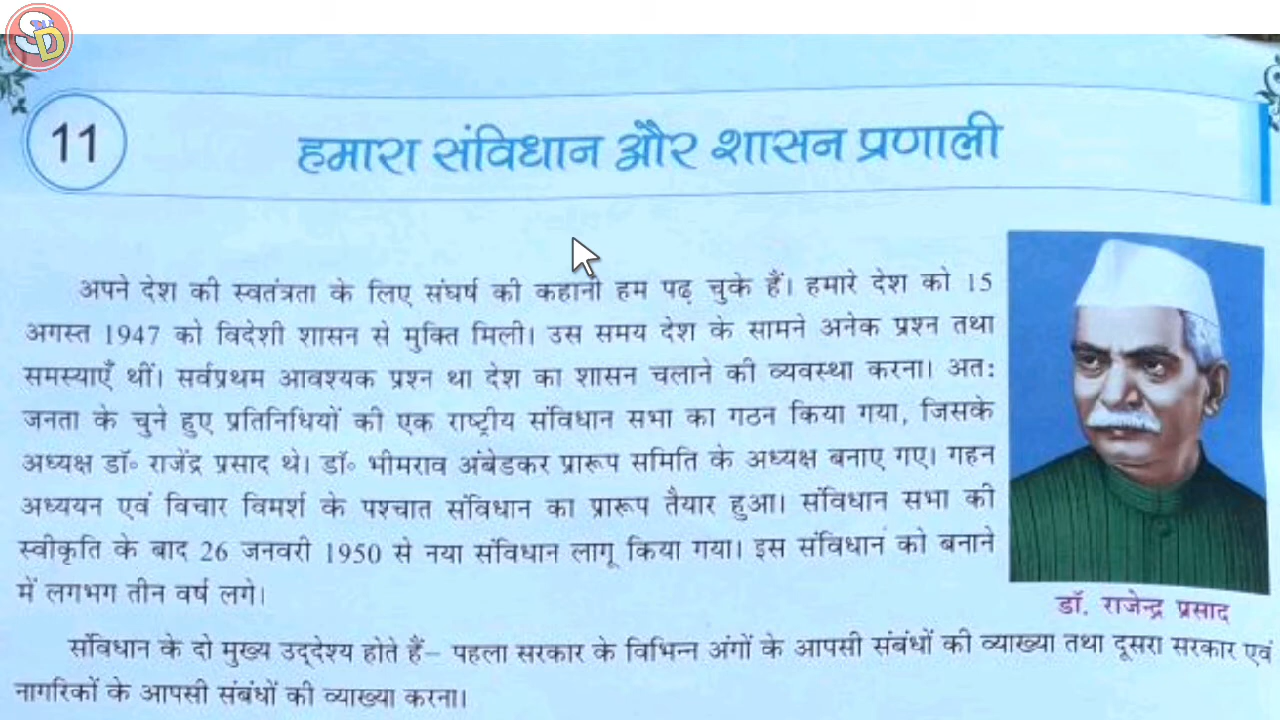 SD
11
हमारा संविधान और शासन प्रणाली
अपने देश की स्वतंत्रता के लिए संघर्ष की कहानी हम पढ़ चुके हैं। हमारे देश को 15
अगस्त 1947 को विदेशी शासन से मुक्ति मिली। उस समय देश के सामने अनेक प्रश्न तथा
समस्याएँ थीं। सर्वप्रथम आवश्यक प्रश्न था देश का शासन चलाने की व्यवस्था करना। अतः
जनता के चुने हुए प्रतिनिधियों की एक राष्ट्रीय संविधान सभा का गठन किया गया, जिसके
अध्यक्ष डॉ॰ राजेंद्र प्रसाद थे। डॉ॰ भीमराव अंबेडकर प्रारूप समिति के अध्यक्ष बनाए गए। गहन
अध्ययन एवं विचार विमर्श के पश्चात संविधान का प्रारूप तैयार हुआ। संविधान सभा की
स्वीकृति के बाद 26 जनवरी 1950 से नया संविधान लागू किया गया। इस संविधान को बनाने
में लगभग तीन वर्ष लगे।
डॉ. राजेन्द्र प्रसाद
संविधान के दो मुख्य उद्देश्य होते हैं– पहला सरकार के विभिन्न अंगों के आपसी संबंधों की व्याख्या तथा दूसरा सरकार एवं
नागरिकों के आपसी संबंधों की व्याख्या करना।